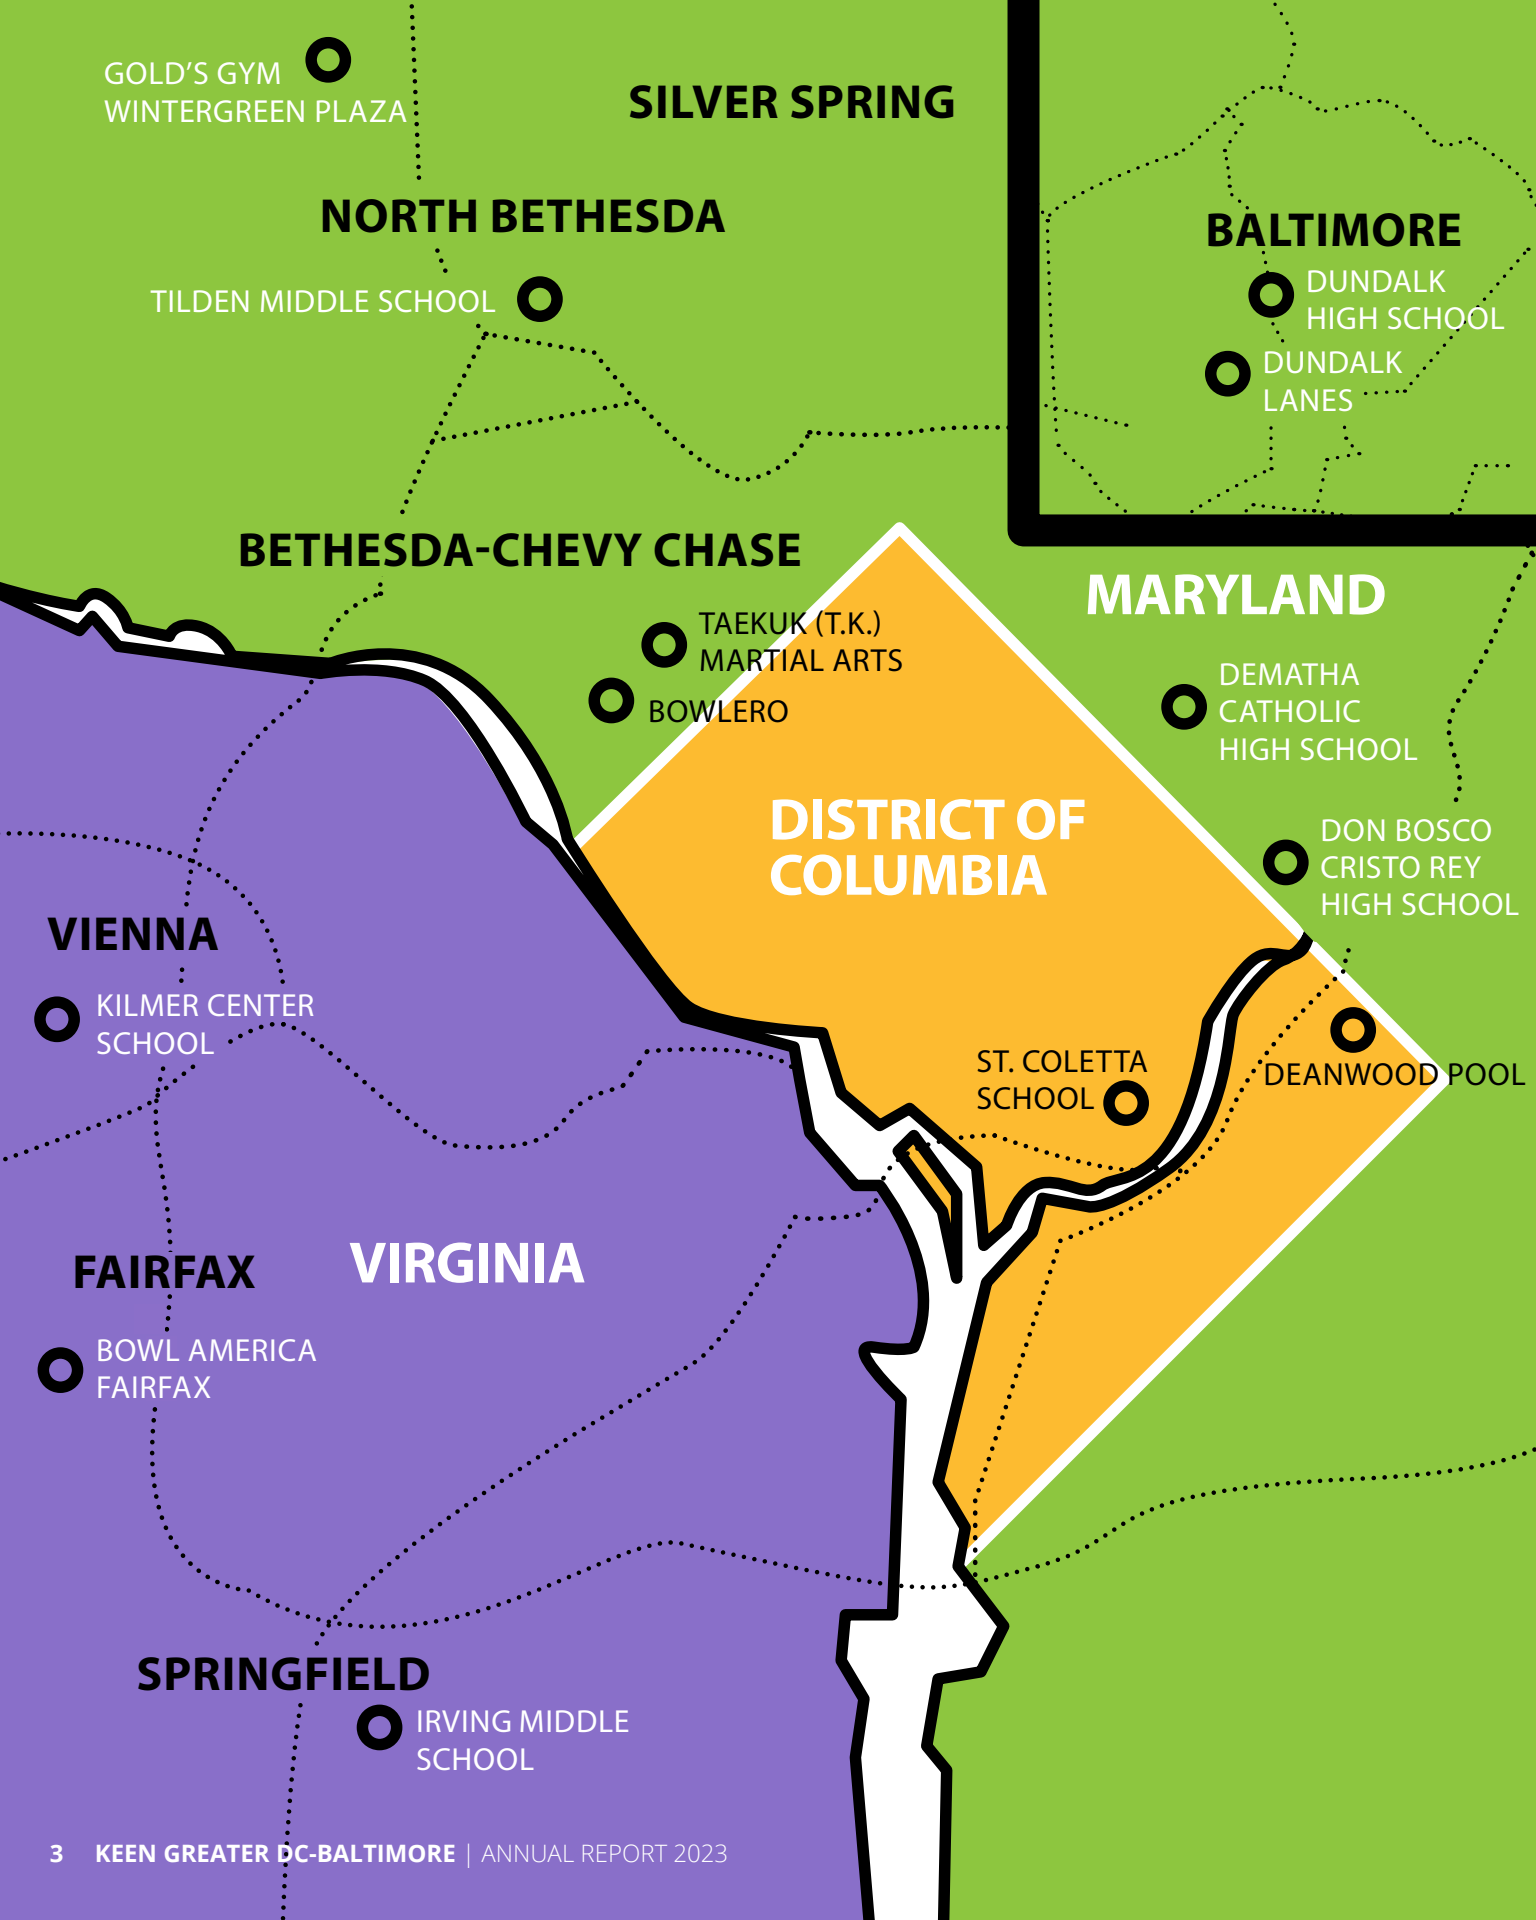 GOLD'S GYM
WINTERGREEN PLAZA
SILVER SPRING
NORTH BETHESDA
TILDEN MIDDLE SCHOOL
BALTIMORE
DUNDALK
HIGH SCHOOL
DUNDALK
LANES
BETHESDA-CHEVY CHASE
TAEKUK (T.K.)
MARTIAL ARTS
BOWLERO
MARYLAND
DEMATHA
CATHOLIC
HIGH SCHOOL
DISTRICT OF
COLUMBIA
DON BOSCO
CRISTO REY
HIGH SCHOOL
VIENNA
KILMER CENTER
SCHOOL
ST. COLETTA
SCHOOL
DEANWOOD POOL
FAIRFAX
VIRGINIA
BOWL AMERICA
FAIRFAX
SPRINGFIELD
IRVING MIDDLE
SCHOOL
3 KEEN GREATER DC-BALTIMORE | ANNUAL REPORT 2023